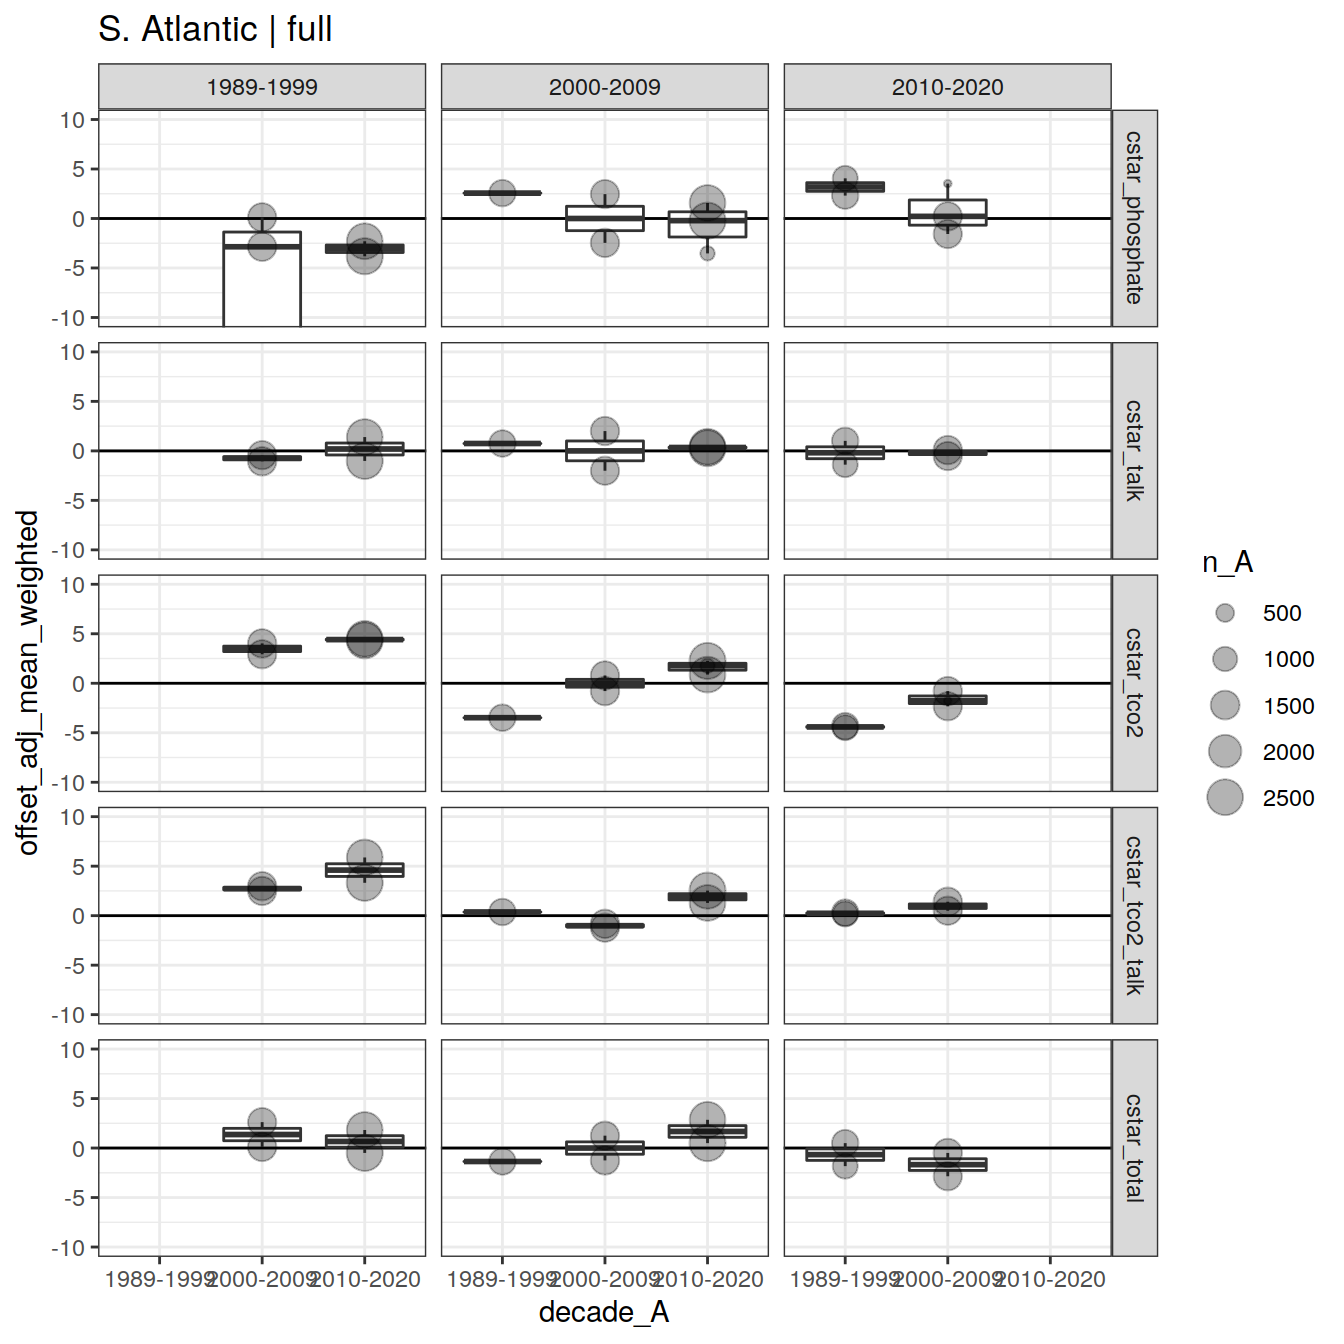 S. Atlantic | full
1989-1999
2000-2009
2010-2020
10
5
0
-5
-10
cstar_phosphate
10
5
0
-5
-10
cstar_talk
10
5
0
-5
-10
cstar_tco2
10
5
0
-5
-10
cstar_tco2_talk
10
5
0
-5
-10
cstar_total
offset_adj_mean_weighted
1989-1999 2000-2009 2010-2020
1989-1999 2000-2009 2010-2020
1989-1999 2000-2009 2010-2020
decade_A
n_A
500
1000
1500
2000
2500